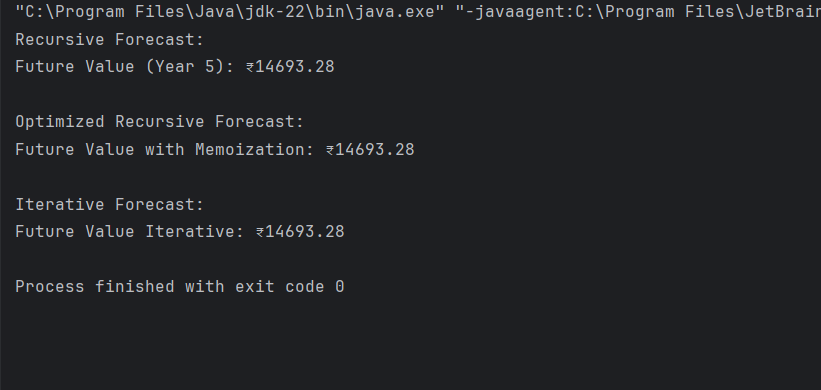 "C:\Program Files\Java\jdk-22\bin\java.exe" "-javaagent:C:\Program Files\JetBrain
Recursive Forecast:
Future Value (Year 5): ₹14693.28
Optimized Recursive Forecast:
Future Value with Memoization: ₹14693.28
Iterative Forecast:
Future Value Iterative: ₹14693.28
Process finished with exit code 0